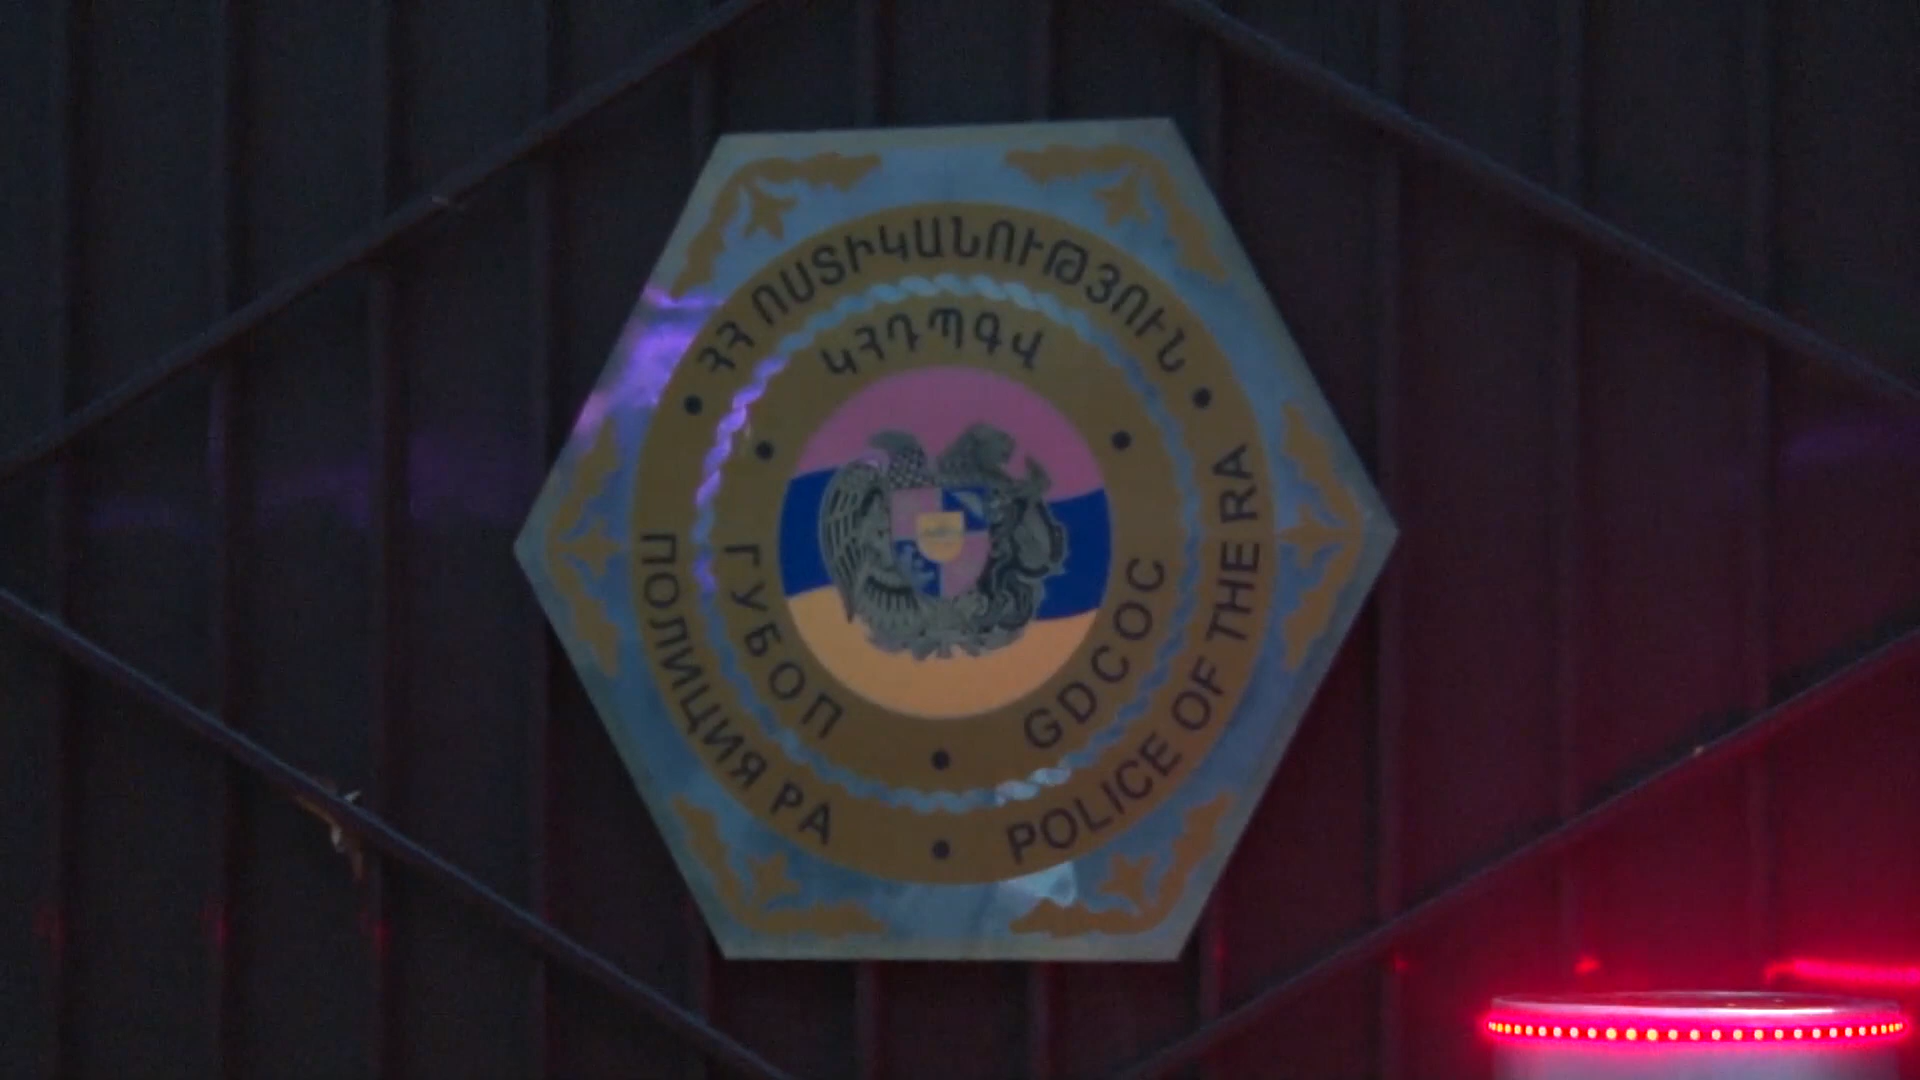 ՀՀ ՈՍՏԻԿԱՆՈՒԹՅՈՒՆ
ԿՀԴՊԳՎ
ГУБОП
GDCOC
ПОЛИЦИЯ РА
POLICE OF THE RA